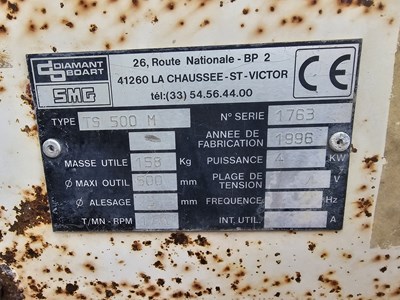 DIAMANT
BOART
SMG
26, Route Nationale - BP 2
41260 LA CHAUSSEE-ST-VICTOR
tél:(33) 54.56.44.00
CE
TYPE TS 500 M
N° SERIE 1763
ANNEE DE FABRICATION 1996
MASSE UTILE 158 Kg
PUISSANCE 4 KW
Ø MAXI OUTIL 500 mm
PLAGE DE TENSION V
Ø ALESAGE mm
FREQUENCE Hz
T/MN - RPM
INT. UTIL. A